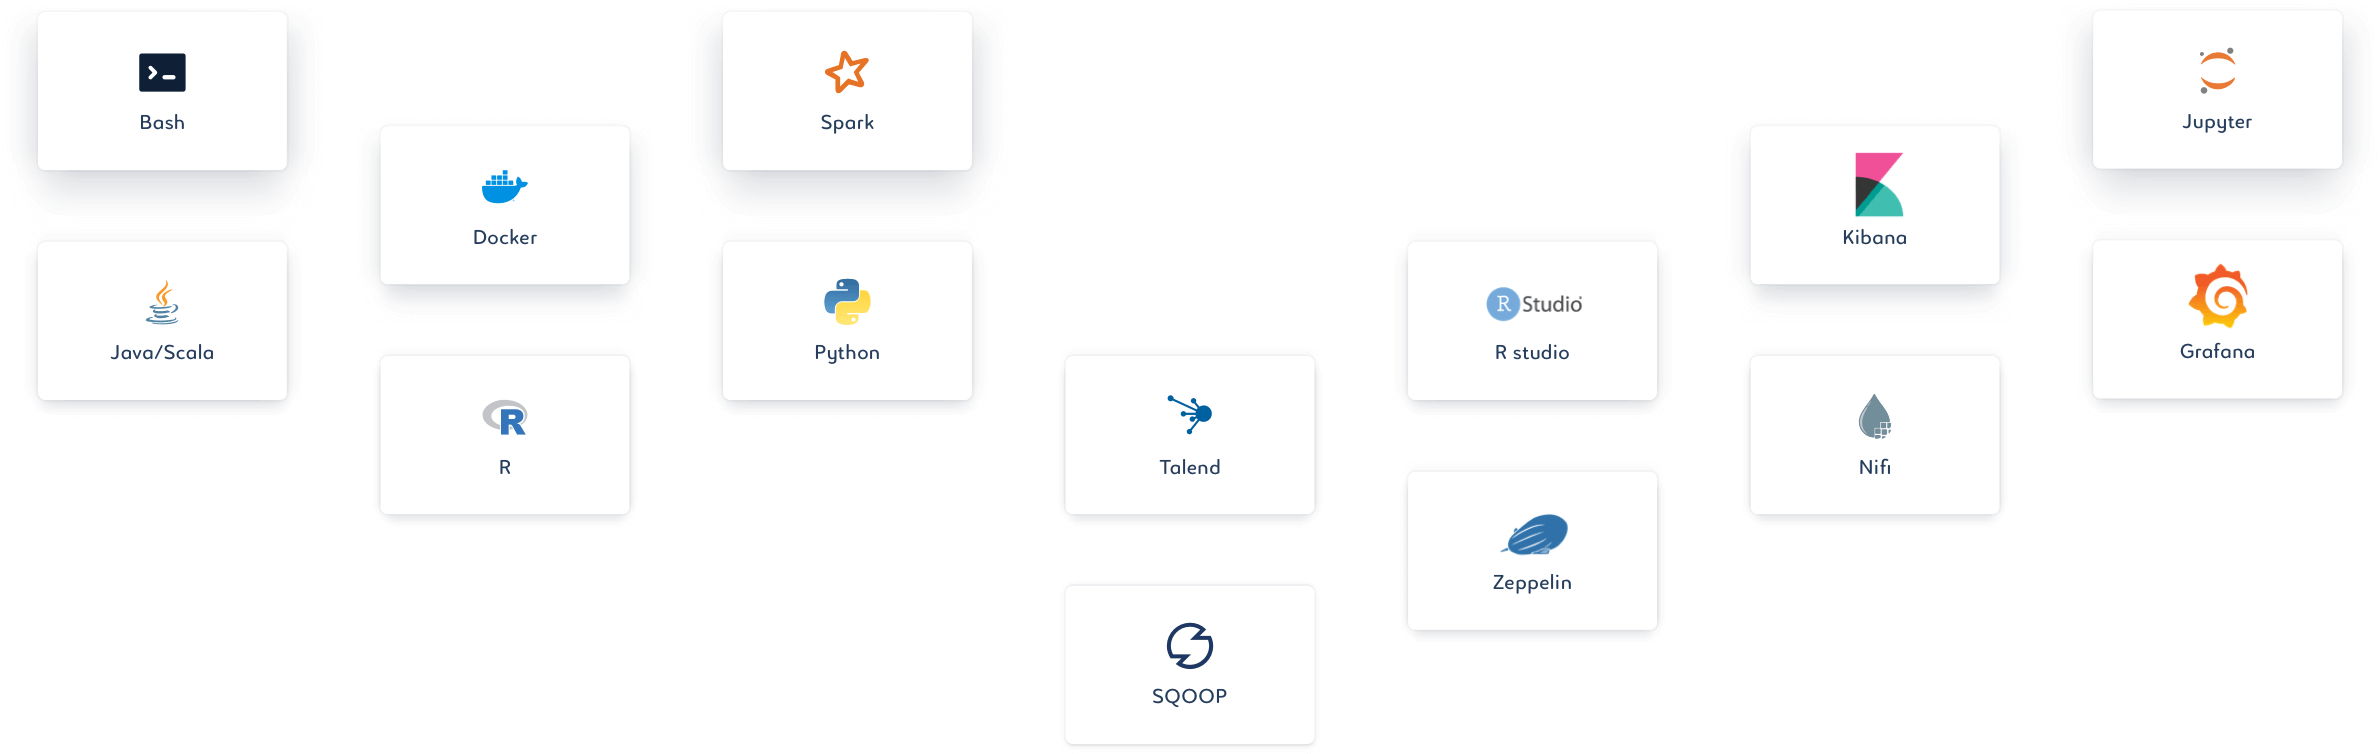 Bash
Spark
Jupyter
Docker
Kibana
Java/Scala
Python
R Studio
R studio
Grafana
R
Talend
Nifi
Zeppelin
SQOOP